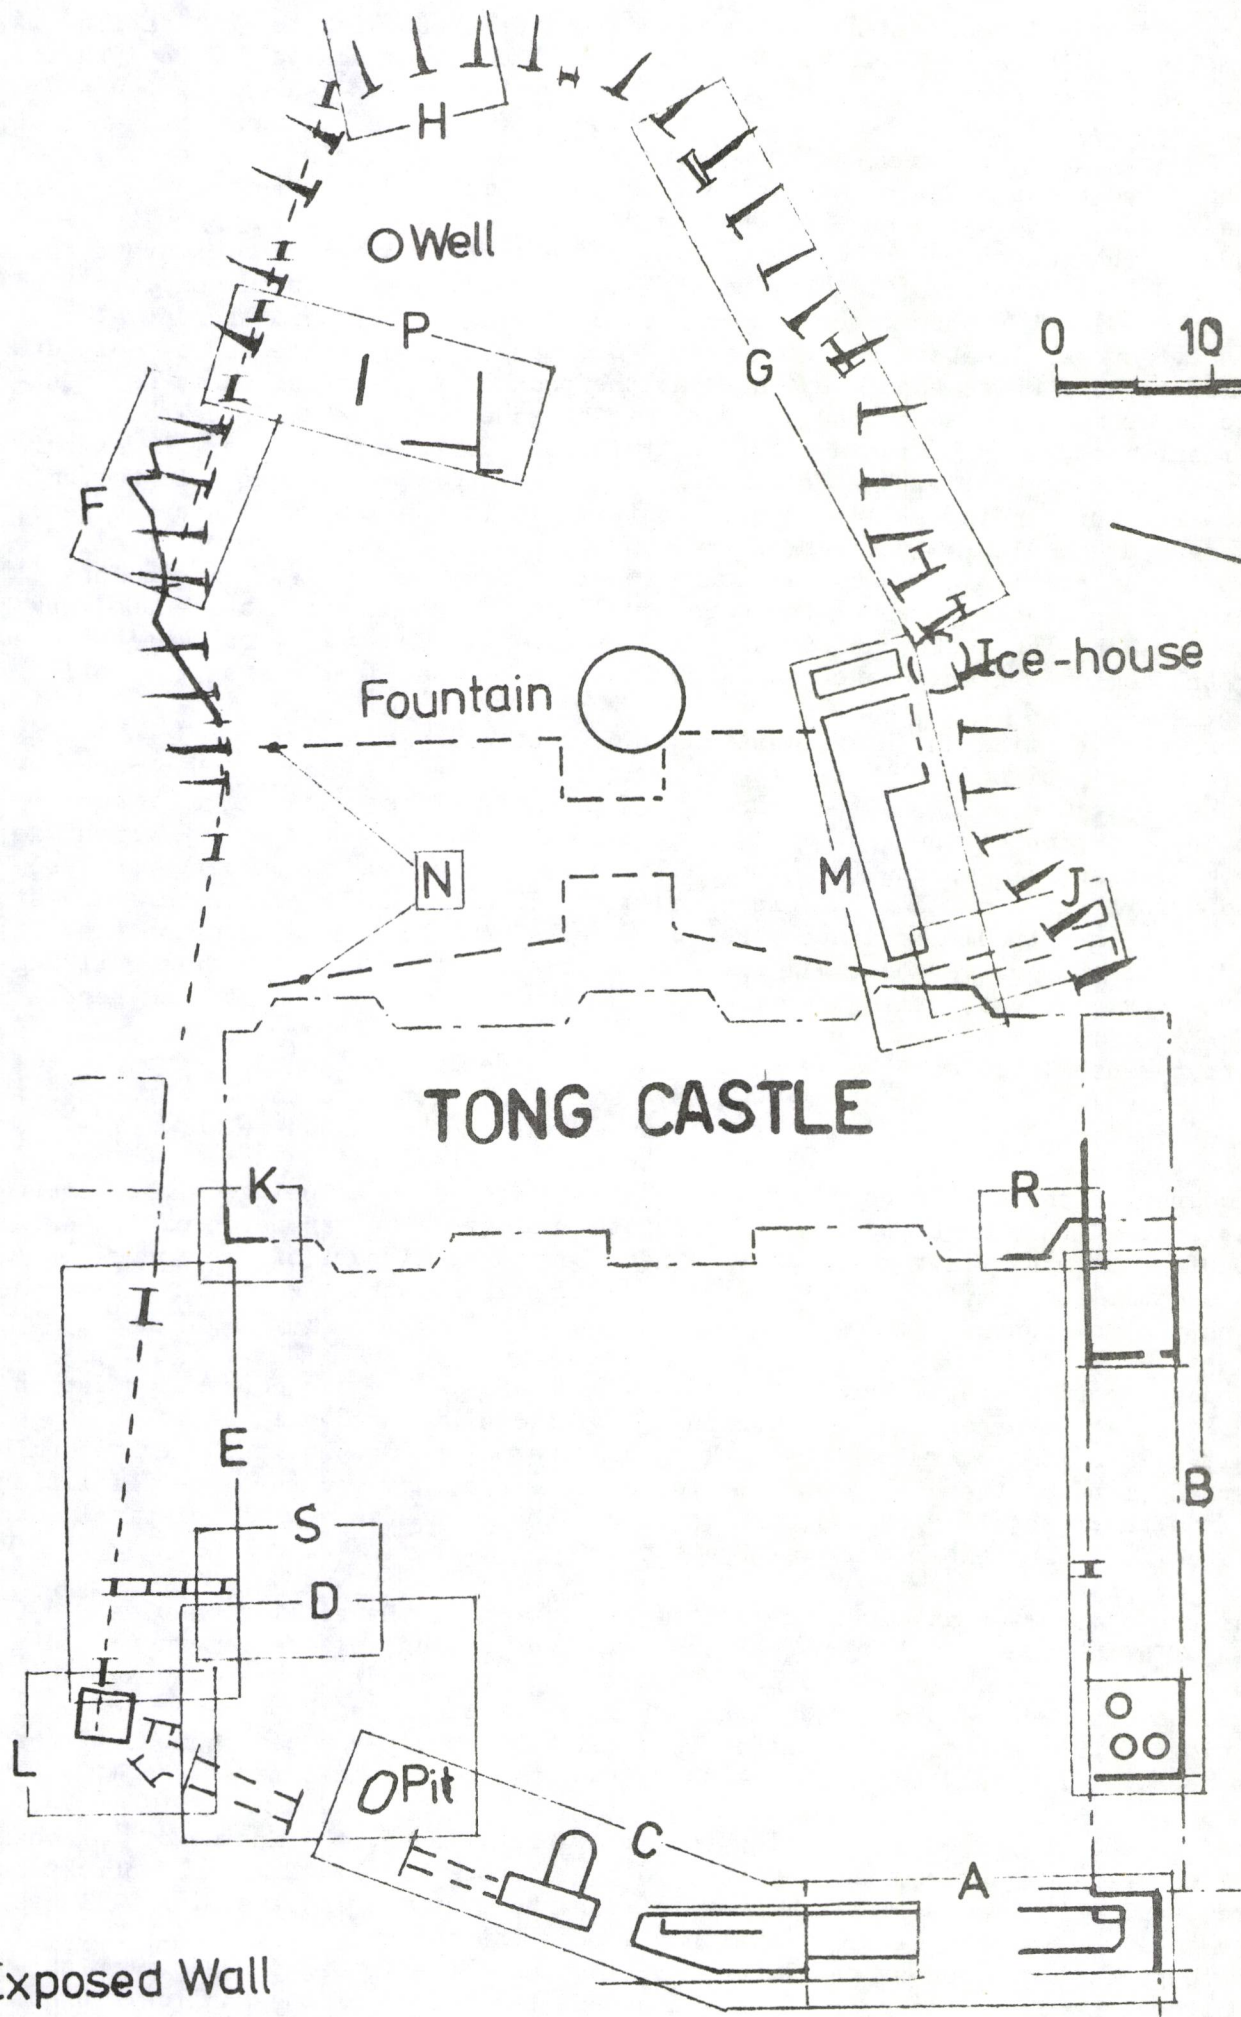 H
Well
P
0 10
G
F
Ice-house
Fountain
N
M
J
TONG CASTLE
K
R
E
B
S
D
L
Pit
C
A
Exposed Wall